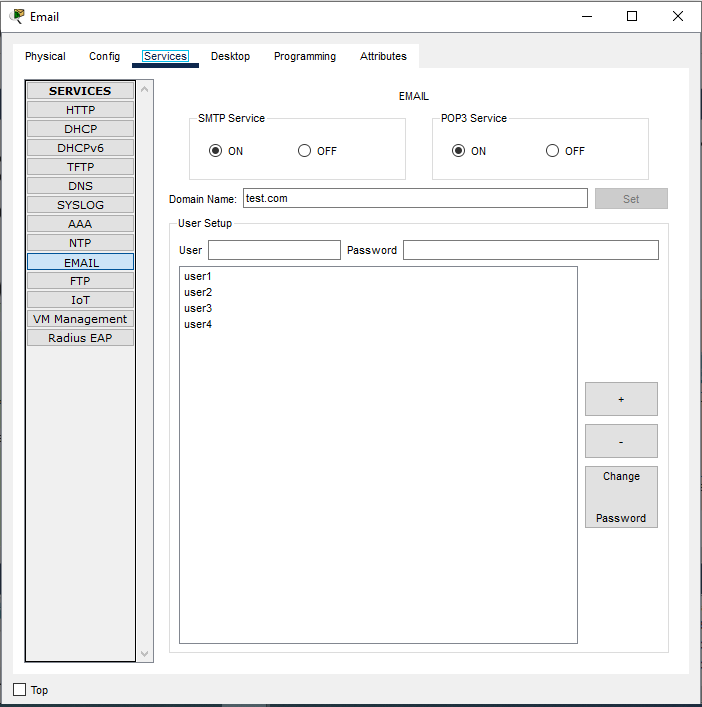 Email
Physical Config Services Desktop Programming Attributes
SERVICES
HTTP
DHCP
DHCPv6
TFTP
DNS
SYSLOG
AAA
NTP
EMAIL
FTP
IoT
VM Management
Radius EAP
EMAIL
SMTP Service
ON OFF
POP3 Service
ON OFF
Domain Name: test.com Set
User Setup
User Password
user1
user2
user3
user4
+
-
Change
Password
Top